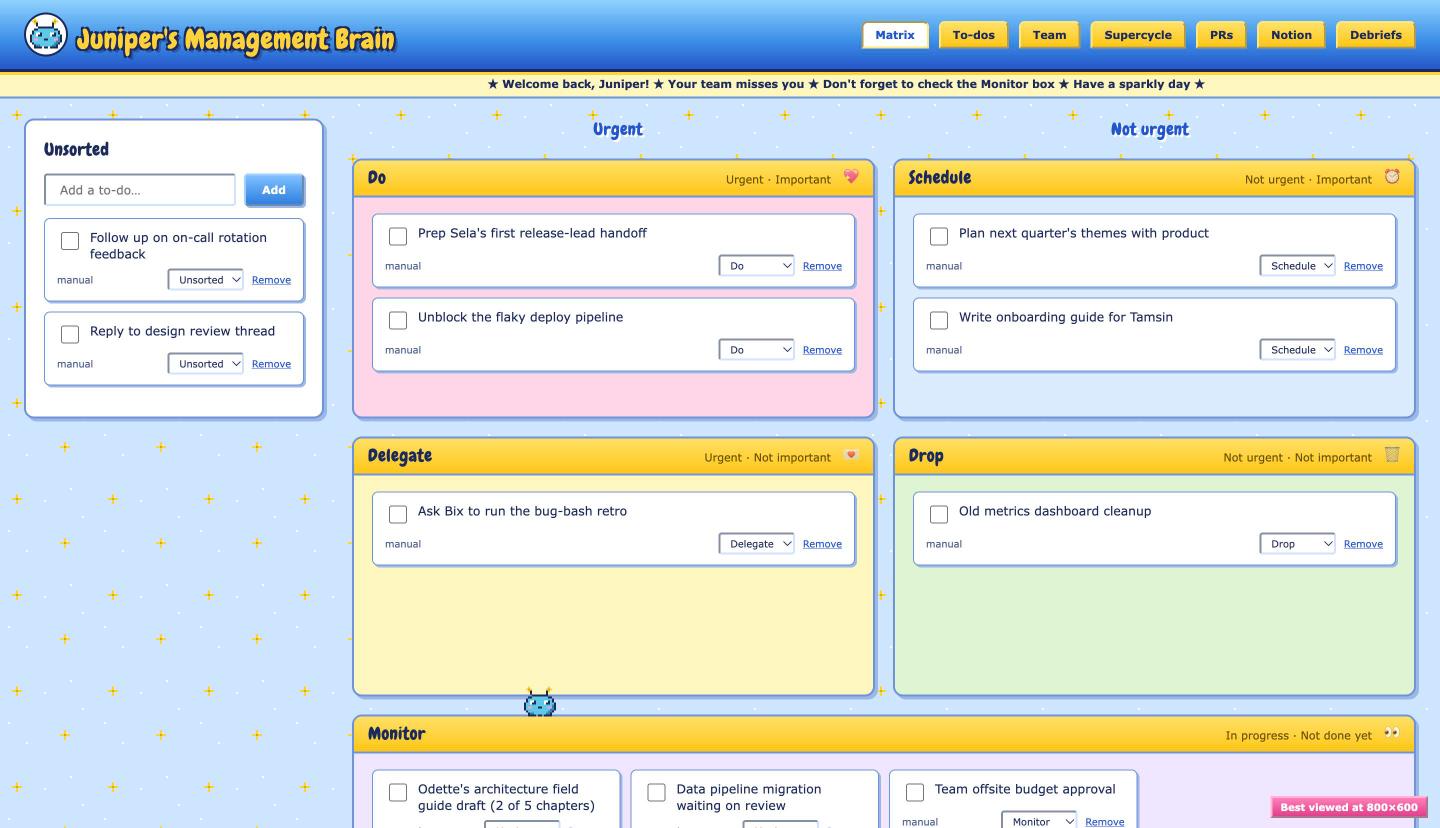 Juniper's Management Brain
Matrix
To-dos
Team
Supercycle
PRs
Notion
Debriefs
★ Welcome back, Juniper! ★ Your team misses you ★ Don't forget to check the Monitor box ★ Have a sparkly day ★
Unsorted
Add a to-do...
Add
Follow up on on-call rotation
feedback
manual
Unsorted
Remove
Reply to design review thread
manual
Unsorted
Remove
Urgent
Not urgent
Do
Urgent · Important
Prep Sela's first release-lead handoff
manual
Do
Remove
Unblock the flaky deploy pipeline
manual
Do
Remove
Schedule
Not urgent · Important
Plan next quarter's themes with product
manual
Schedule
Remove
Write onboarding guide for Tamsin
manual
Schedule
Remove
Delegate
Urgent · Not important
Ask Bix to run the bug-bash retro
manual
Delegate
Remove
Drop
Not urgent · Not important
Old metrics dashboard cleanup
manual
Drop
Remove
Monitor
In progress · Not done yet
Odette's architecture field
guide draft (2 of 5 chapters)
Data pipeline migration
waiting on review
Team offsite budget approval
manual
Monitor
Remove
Best viewed at 800×600